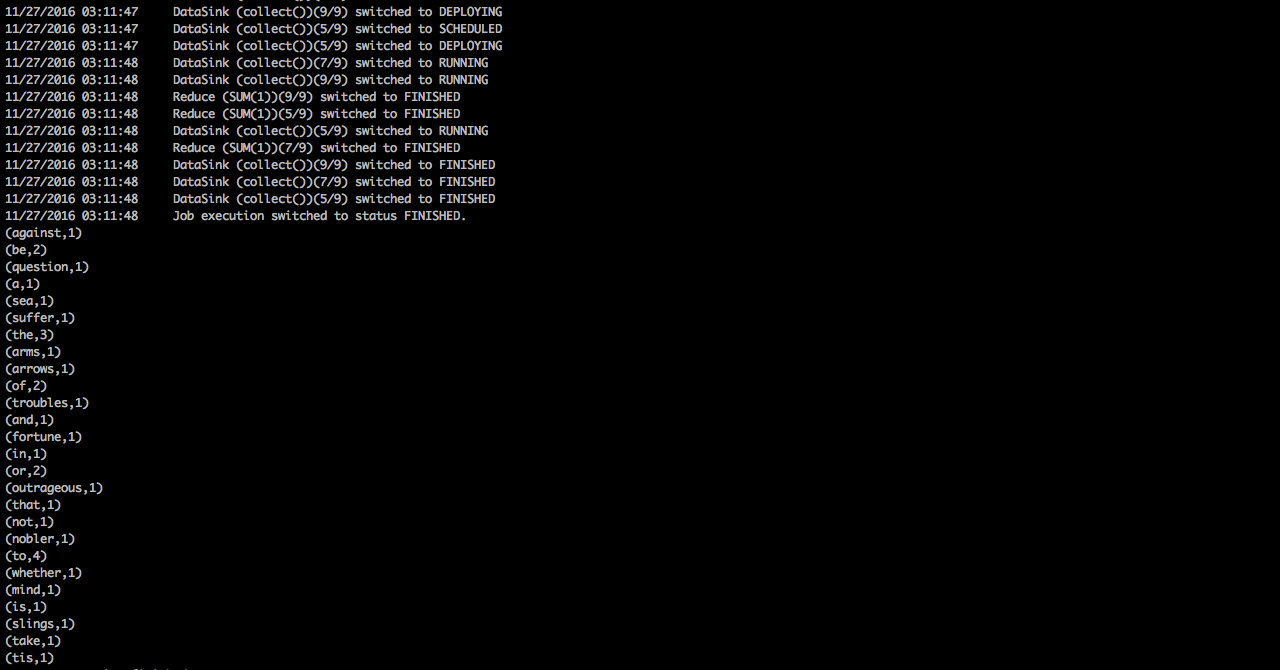 11/27/2016 03:11:47 DataSink (collect())(9/9) switched to DEPLOYING
11/27/2016 03:11:47 DataSink (collect())(5/9) switched to SCHEDULED
11/27/2016 03:11:47 DataSink (collect())(5/9) switched to DEPLOYING
11/27/2016 03:11:48 DataSink (collect())(7/9) switched to RUNNING
11/27/2016 03:11:48 DataSink (collect())(9/9) switched to RUNNING
11/27/2016 03:11:48 Reduce (SUM(1))(9/9) switched to FINISHED
11/27/2016 03:11:48 Reduce (SUM(1))(5/9) switched to FINISHED
11/27/2016 03:11:48 DataSink (collect())(5/9) switched to RUNNING
11/27/2016 03:11:48 Reduce (SUM(1))(7/9) switched to FINISHED
11/27/2016 03:11:48 DataSink (collect())(9/9) switched to FINISHED
11/27/2016 03:11:48 DataSink (collect())(7/9) switched to FINISHED
11/27/2016 03:11:48 DataSink (collect())(5/9) switched to FINISHED
11/27/2016 03:11:48 Job execution switched to status FINISHED.
(against,1)
(be,2)
(question,1)
(a,1)
(sea,1)
(suffer,1)
(the,3)
(arms,1)
(arrows,1)
(of,2)
(troubles,1)
(and,1)
(fortune,1)
(in,1)
(or,2)
(outrageous,1)
(that,1)
(not,1)
(nobler,1)
(to,4)
(whether,1)
(mind,1)
(is,1)
(slings,1)
(take,1)
(tis,1)